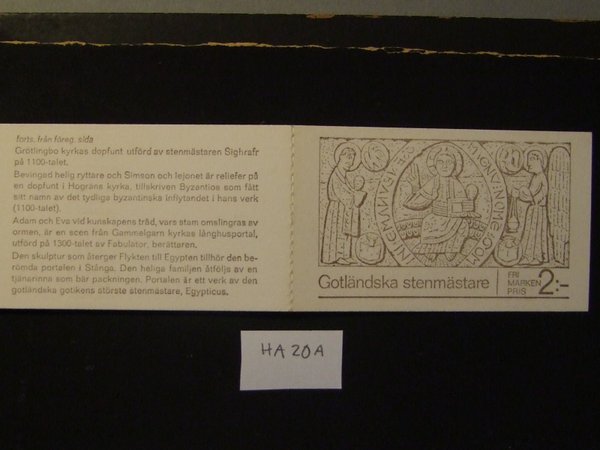 forts. från föreg. sida
Grötlingbo kyrkas dopfunt utförd av stenmästaren Sighrafr
på 1100-talet.
Bevingad helig ryttare och Simson och lejonet är reliefer på
en dopfunt i Hogräns kyrka, tillskriven Byzantios som fått
sitt namn av det tydliga byzantinska inflytandet i hans verk
(1100-talet).
Adam och Eva vid kunskapens träd, vars stam omslingras av
ormen, är en scen från Gammelgarn kyrkas långhusportal,
utförd på 1300-talet av Fabulator, berättaren.
Den skulptur som återger Flykten till Egypten tillhör den be-
römda portalen i Stånga. Den heliga familjen åtföljs av en
tjänarinna som bär packningen. Portalen är ett verk av den
gotländska gotikens störste stenmästare, Egypticus.
Gotländska stenmästare
FRI
MARKEN
PRIS
2:-
HA 20A